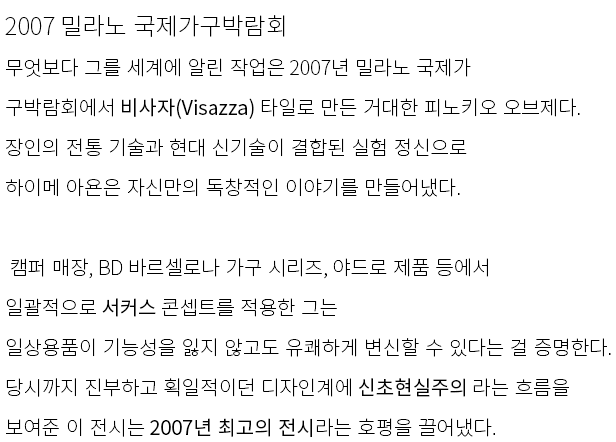 2007 밀라노 국제가구박람회
무엇보다 그를 세계에 알린 작업은 2007년 밀라노 국제가
구박람회에서 비사자(Visazza) 타일로 만든 거대한 피노키오 오브제다.
장인의 전통 기술과 현대 신기술이 결합된 실험 정신으로
하이메 아욘은 자신만의 독창적인 이야기를 만들어냈다.
캠퍼 매장, BD 바르셀로나 가구 시리즈, 야드로 제품 등에서
일괄적으로 서커스 콘셉트를 적용한 그는
일상용품이 기능성을 잃지 않고도 유쾌하게 변신할 수 있다는 걸 증명한다.
당시까지 진부하고 획일적이던 디자인계에 신초현실주의 라는 흐름을
보여준 이 전시는 2007년 최고의 전시라는 호평을 끌어냈다.